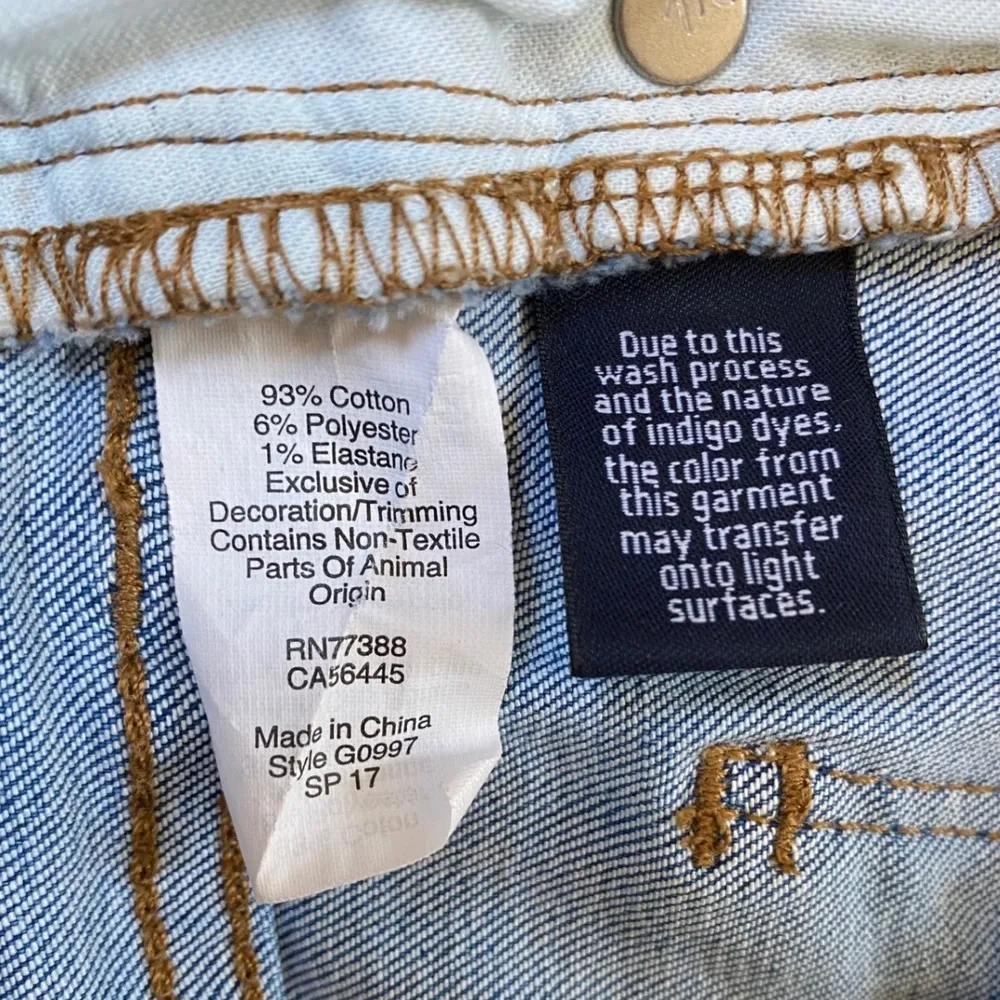 93% Cotton
6% Polyester
1% Elastane
Exclusive of
Decoration/Trimming
Contains Non-Textile
Parts Of Animal
Origin
RN77388
CA56445
Made in China
Style G0997
SP 17
Due to this
wash process
and the nature
of indigo dyes,
the color from
this garment
may transfer
onto light
surfaces.